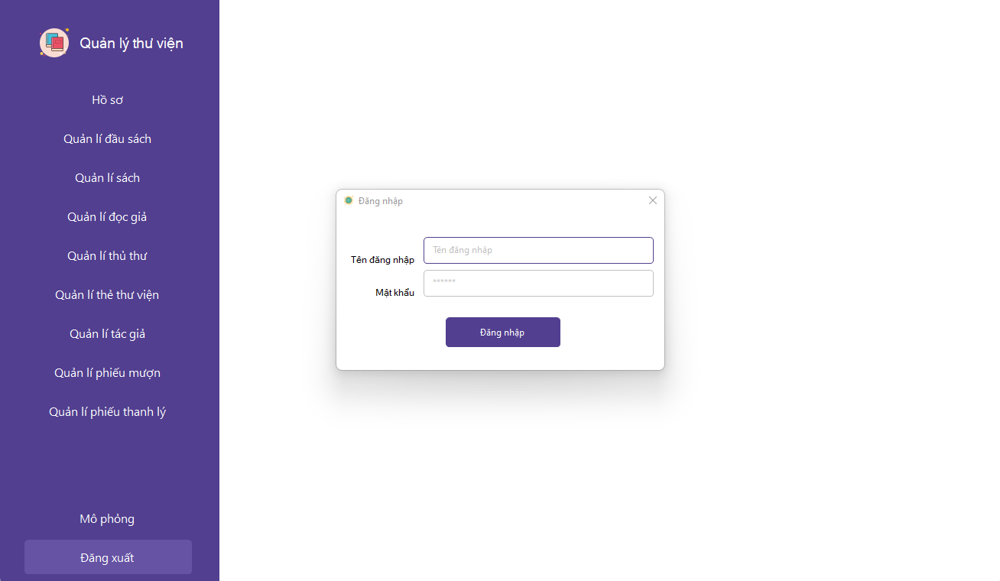 Quản lý thư viện
Hồ sơ
Quản lí đầu sách
Quản lí sách
Quản lí đọc giả
Quản lí thủ thư
Quản lí thẻ thư viện
Quản lí tác giả
Quản lí phiếu mượn
Quản lí phiếu thanh lý
Mô phỏng
Đăng xuất
Đăng nhập
Tên đăng nhập
Tên đăng nhập
Mật khẩu
******
Đăng nhập